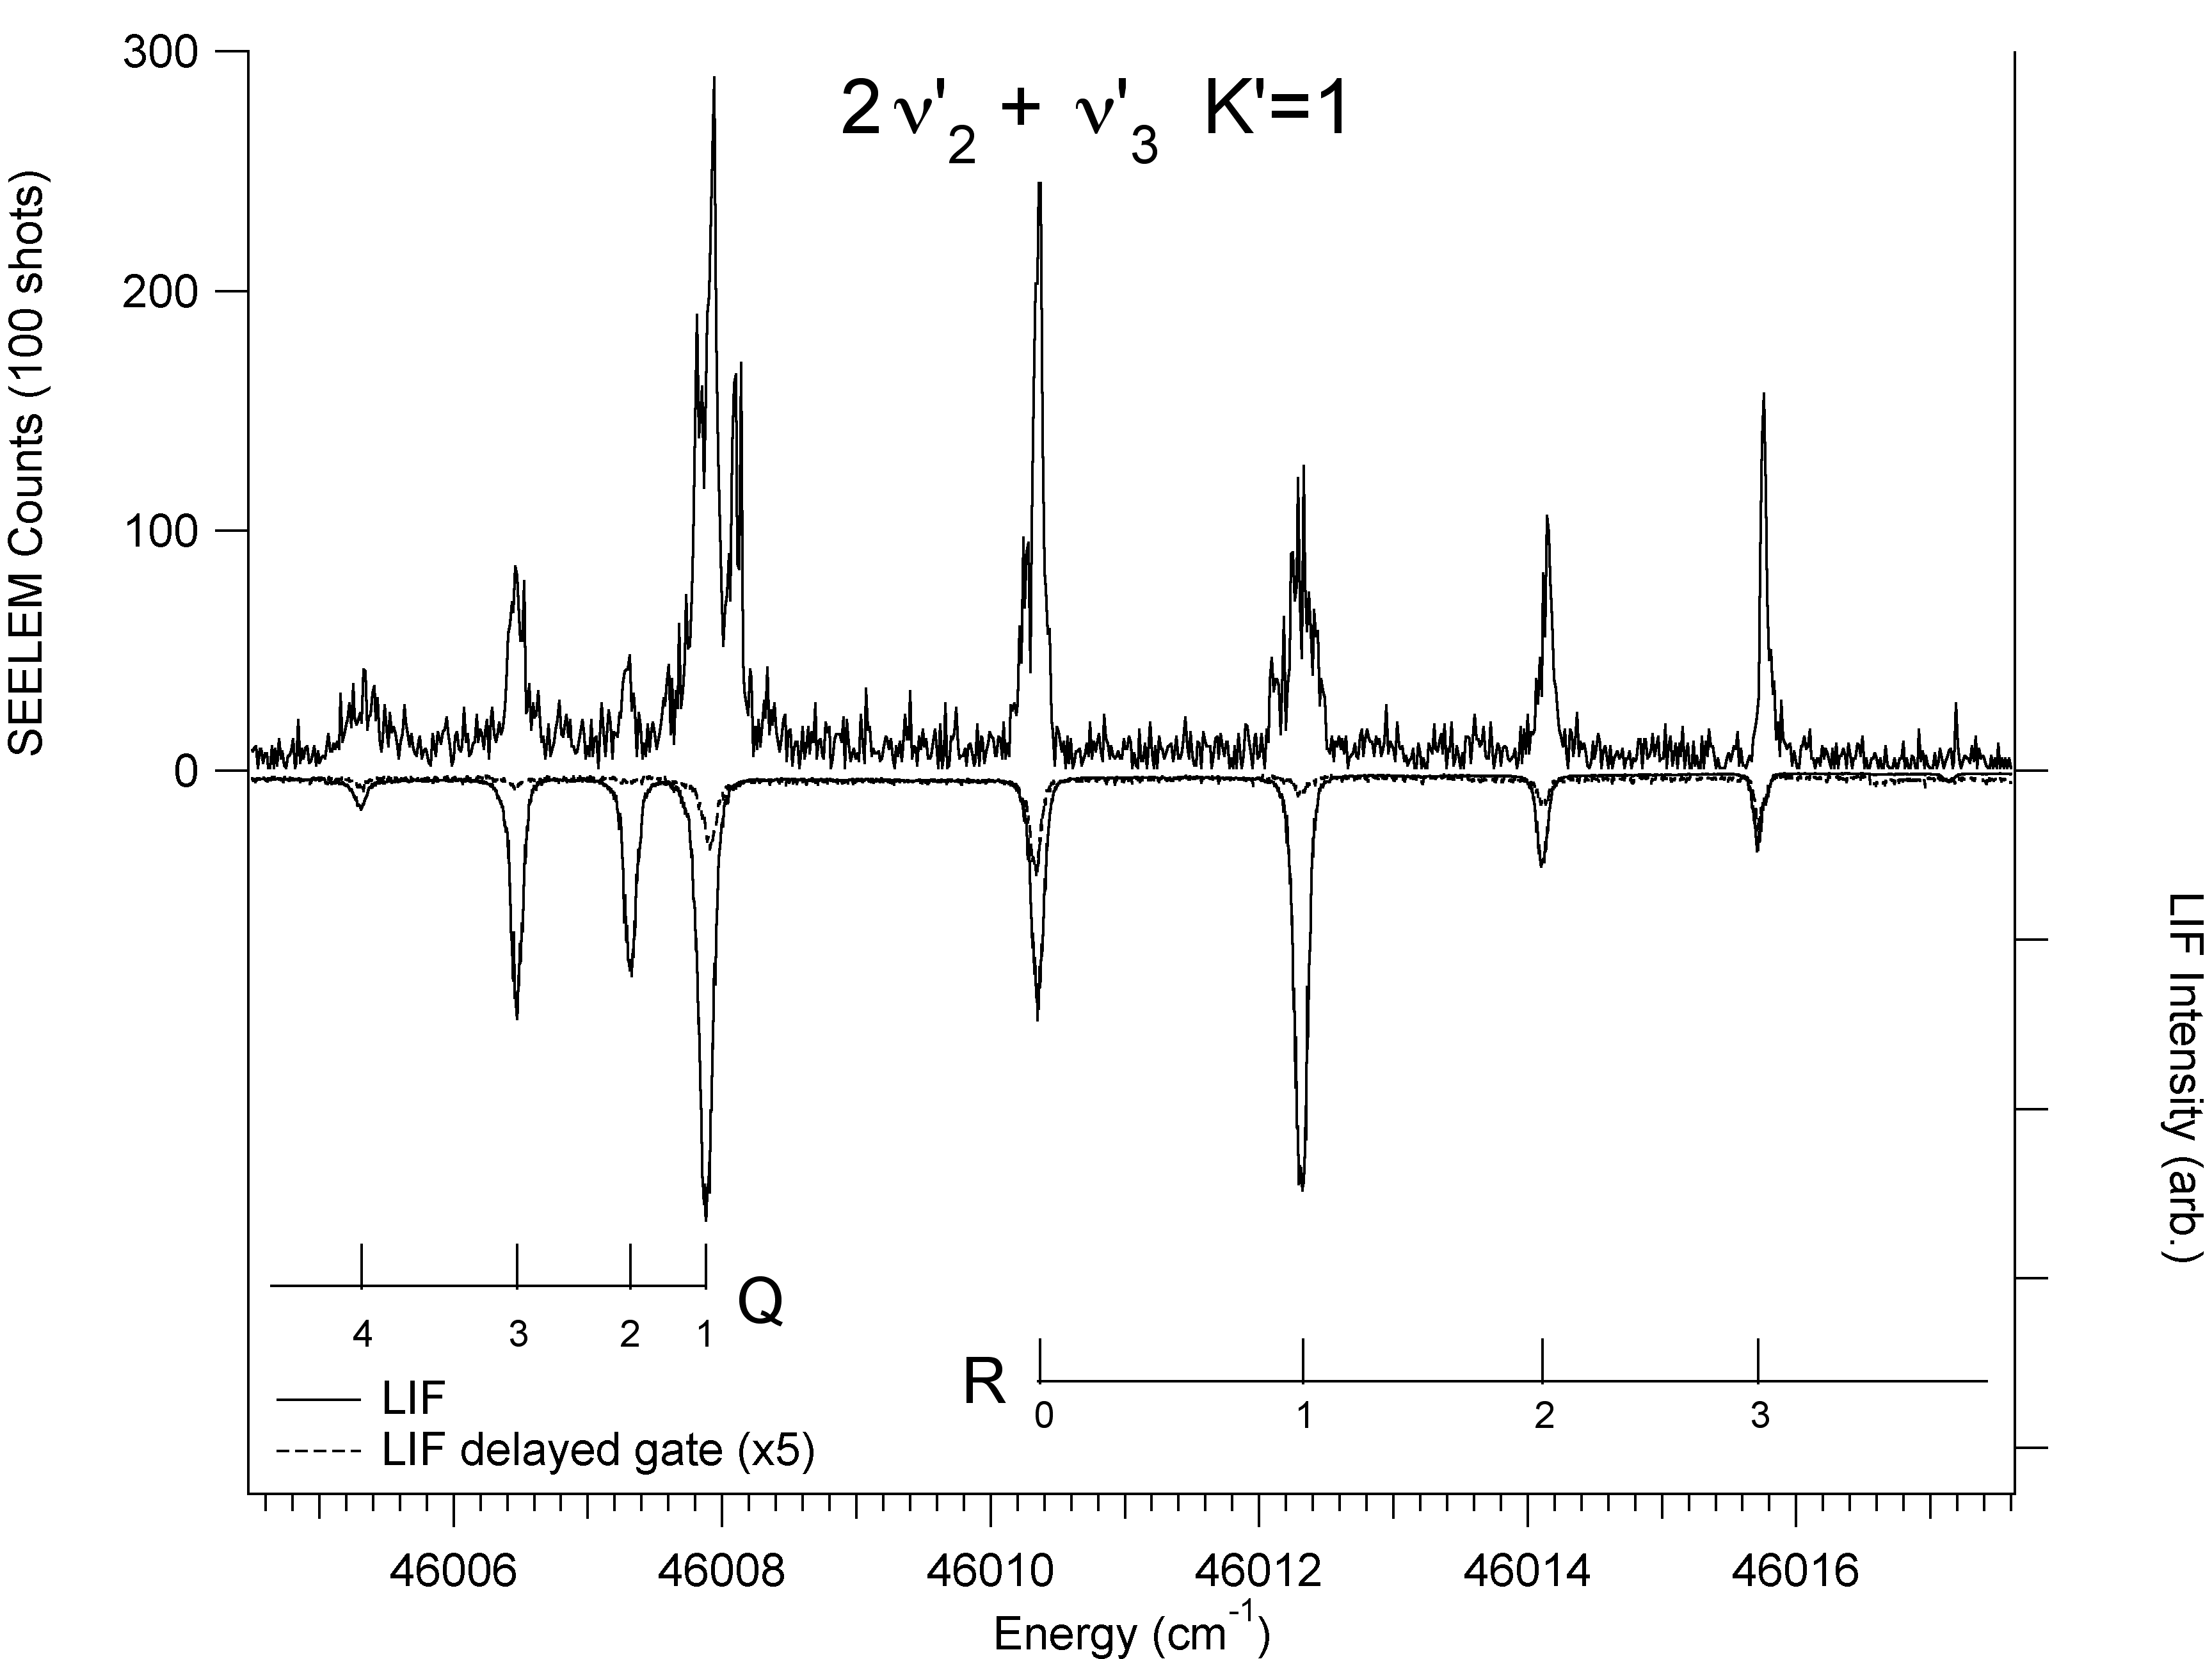 2ν'2 + ν'3 K'=1
300
200
100
0
SEELEM Counts (100 shots)
LIF Intensity (arb.)
Q
4 3 2 1
R
0 1 2 3
LIF
LIF delayed gate (x5)
46006 46008 46010 46012 46014 46016
Energy (cm-1)